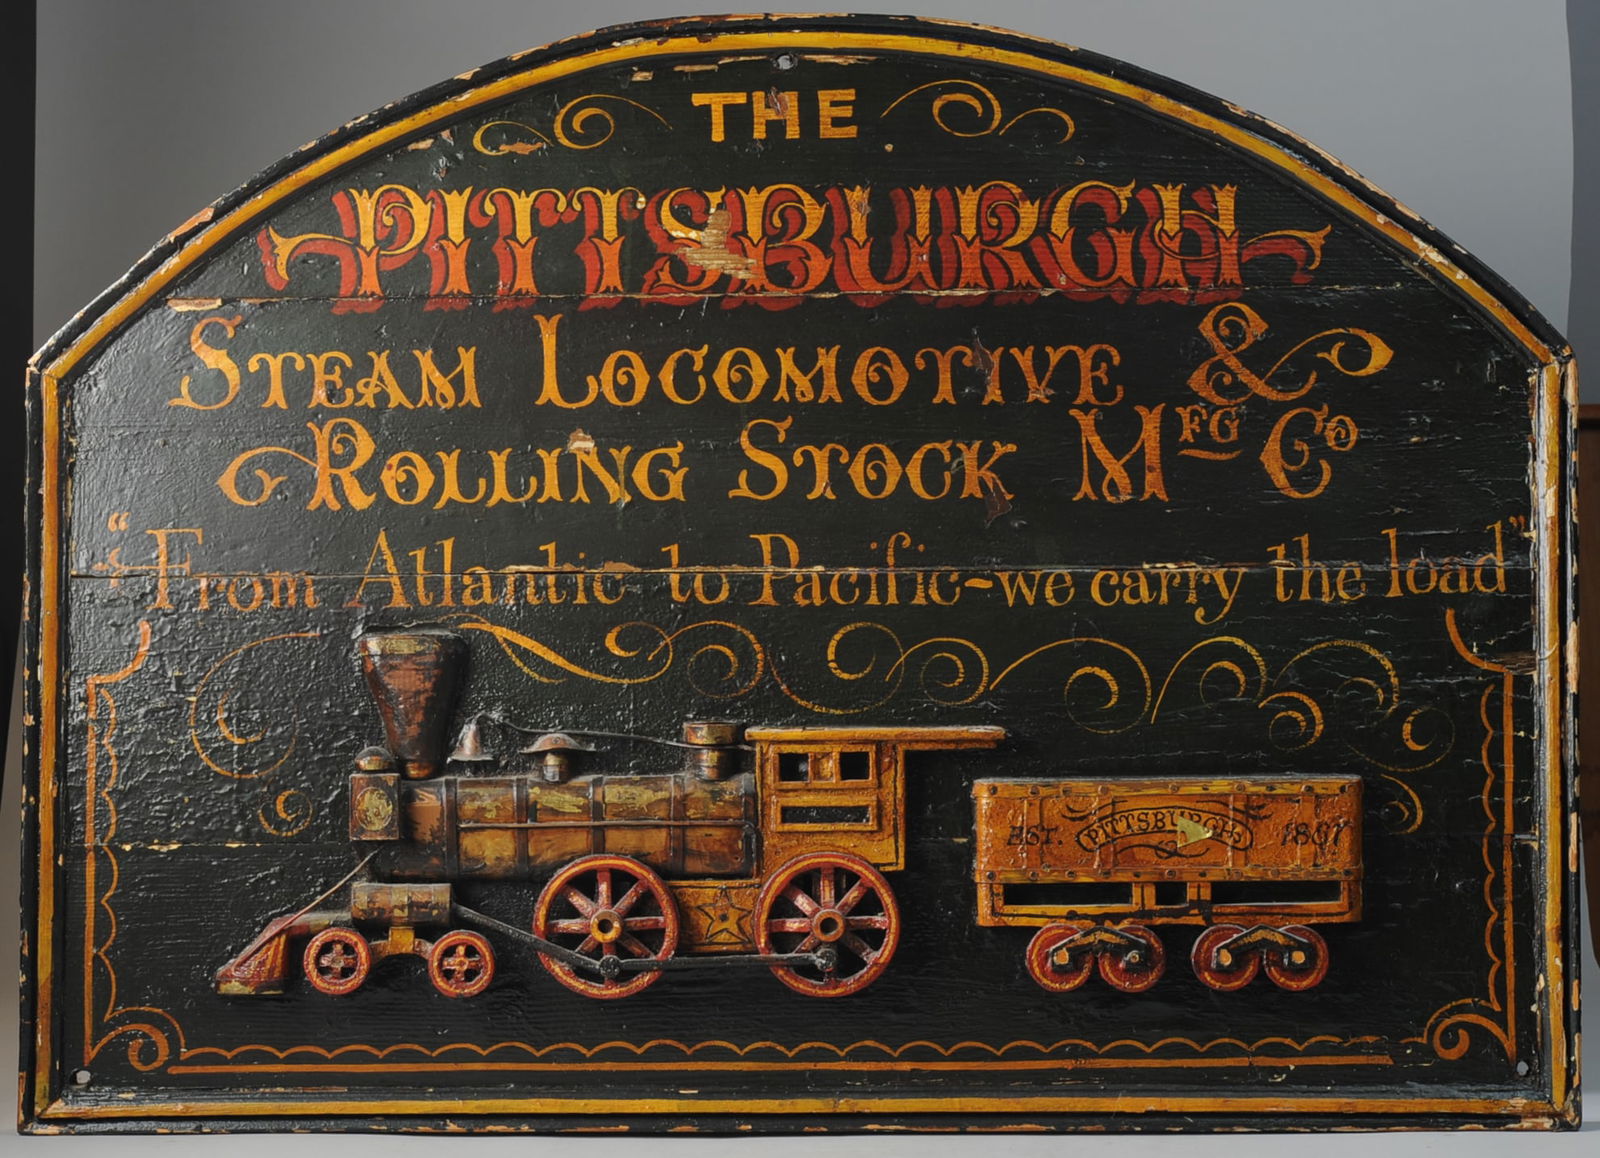 THE
PITTSBURGH
STEAM LOCOMOTIVE &
ROLLING STOCK MFG CO
“From Atlantic to Pacific-we carry the load”
EST. PITTSBURGH 1867